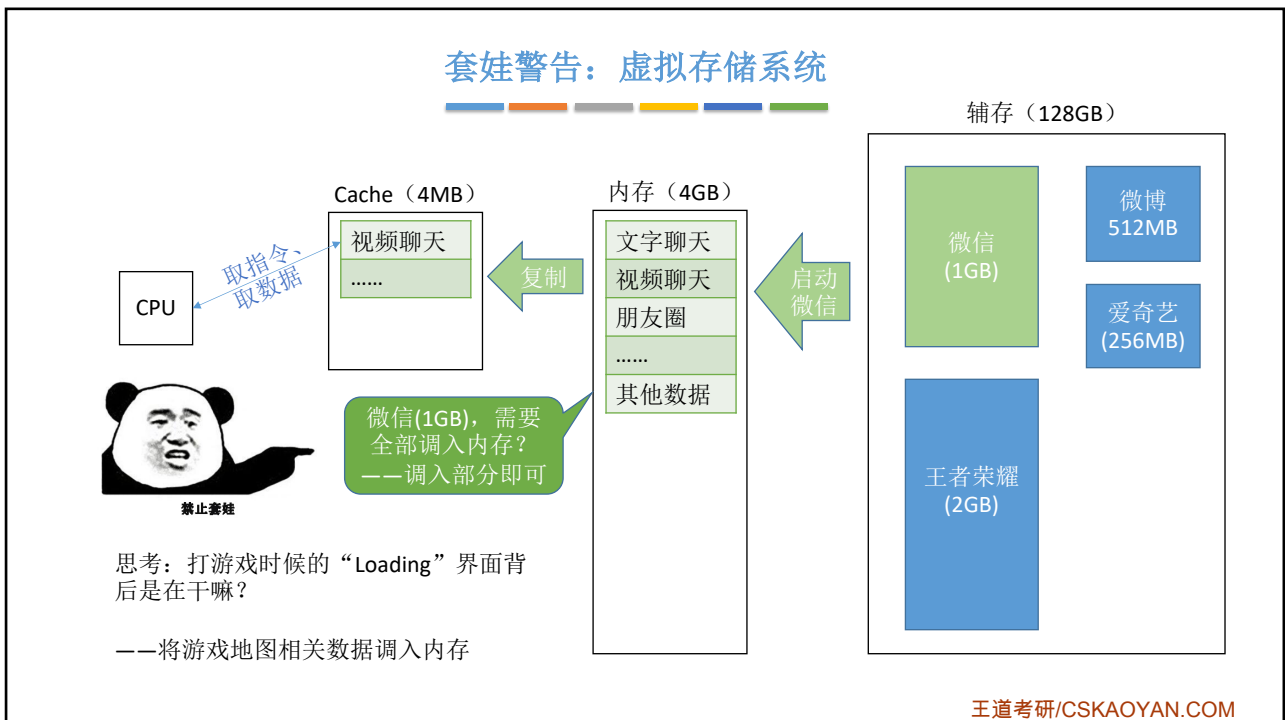 套娃警告：虚拟存储系统
辅存（128GB）
Cache（4MB）
内存（4GB）
视频聊天
……
取指令、
取数据
CPU
复制
文字聊天
视频聊天
朋友圈
……
其他数据
启动
微信
微信
(1GB)
微博
512MB
爱奇艺
(256MB)
王者荣耀
(2GB)
微信(1GB)，需要
全部调入内存？
——调入部分即可
禁止套娃
思考：打游戏时候的“Loading”界面背
后是在干嘛？
——将游戏地图相关数据调入内存
王道考研/CSKAOYAN.COM